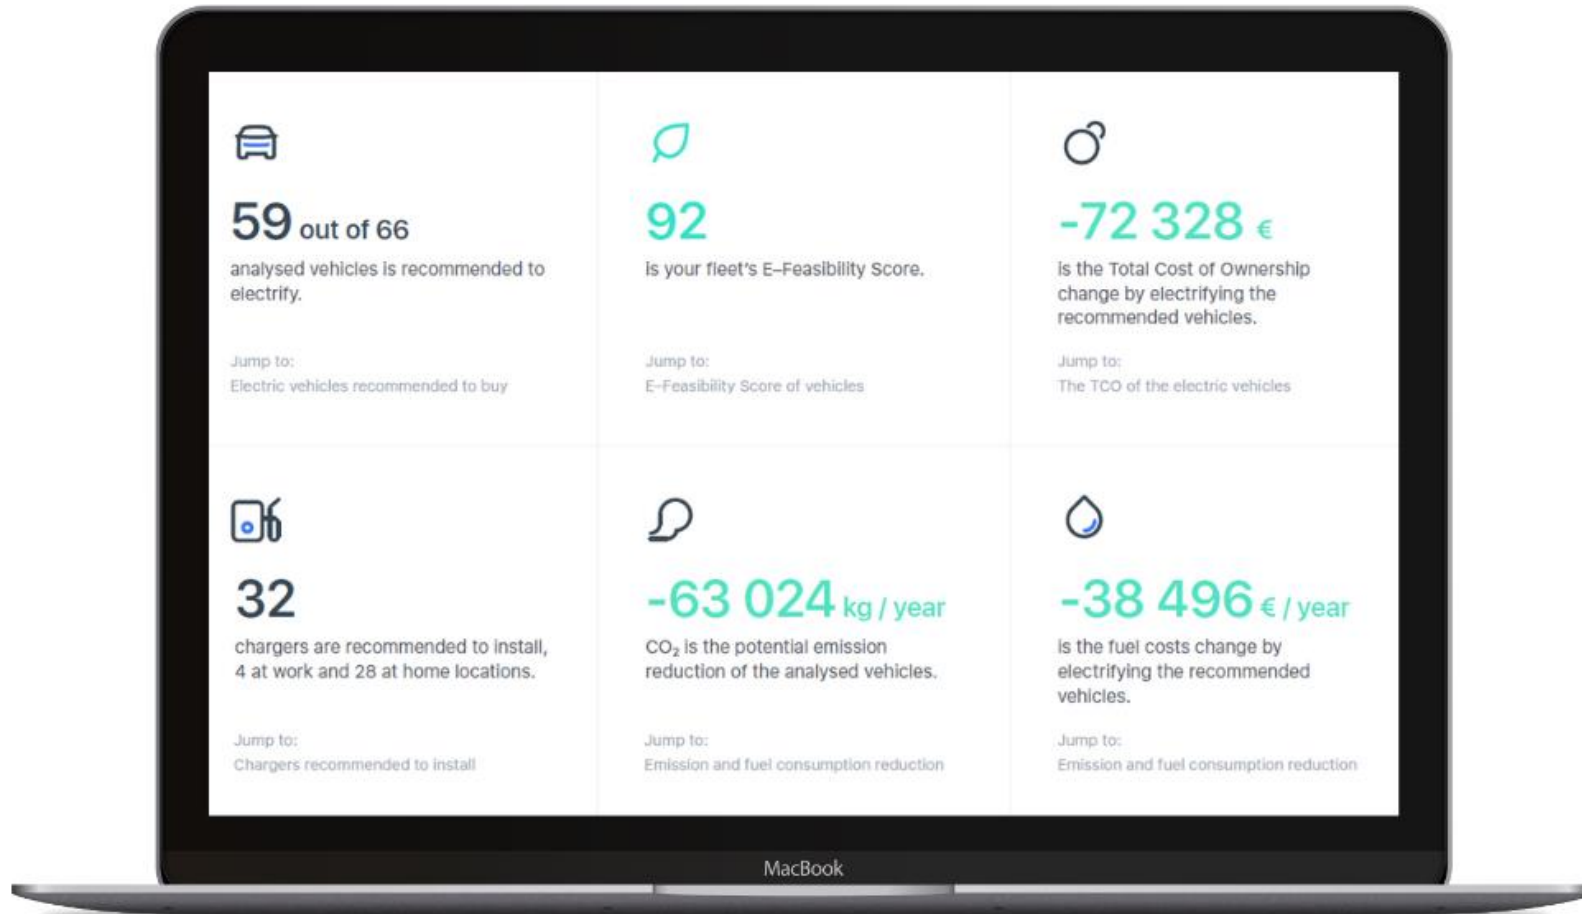 59 out of 66
analysed vehicles is recommended to
electrify.
Jump to:
Electric vehicles recommended to buy
92
is your fleet's E-Feasibility Score.
Jump to:
E-Feasibility Score of vehicles
-72 328 €
is the Total Cost of Ownership
change by electrifying the
recommended vehicles.
Jump to:
The TCO of the electric vehicles
32
chargers are recommended to install,
4 at work and 28 at home locations.
Jump to:
Chargers recommended to install
-63 024 kg / year
CO₂ is the potential emission
reduction of the analysed vehicles.
Jump to:
Emission and fuel consumption reduction
-38 496 € / year
is the fuel costs change by
electrifying the recommended
vehicles.
Jump to:
Emission and fuel consumption reduction
MacBook